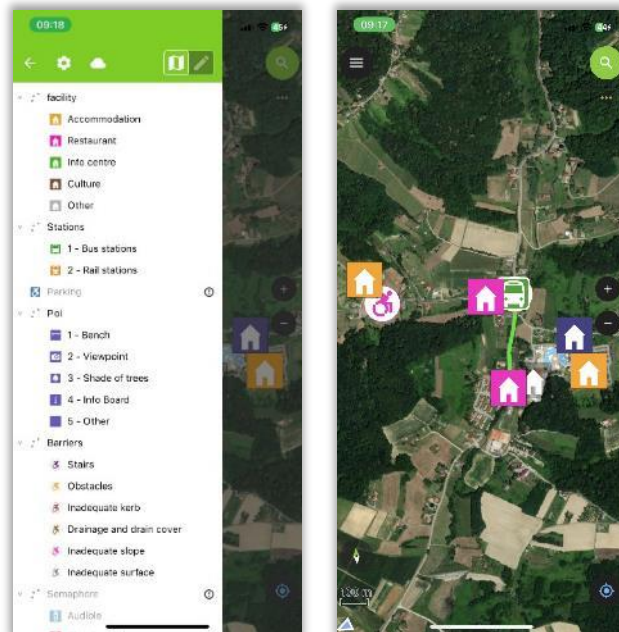 09:18
facility
Accommodation
Restaurant
Info centre
Culture
Other
Stations
1 - Bus stations
2 - Rail stations
Parking
Poi
1 - Bench
2 - Viewpoint
3 - Shade of trees
4 - Info Board
5 - Other
Barriers
Stairs
Obstacles
Inadequate kerb
Drainage and drain cover
Inadequate slope
Inadequate surface
Semaphore
Audible
09:17
100 m